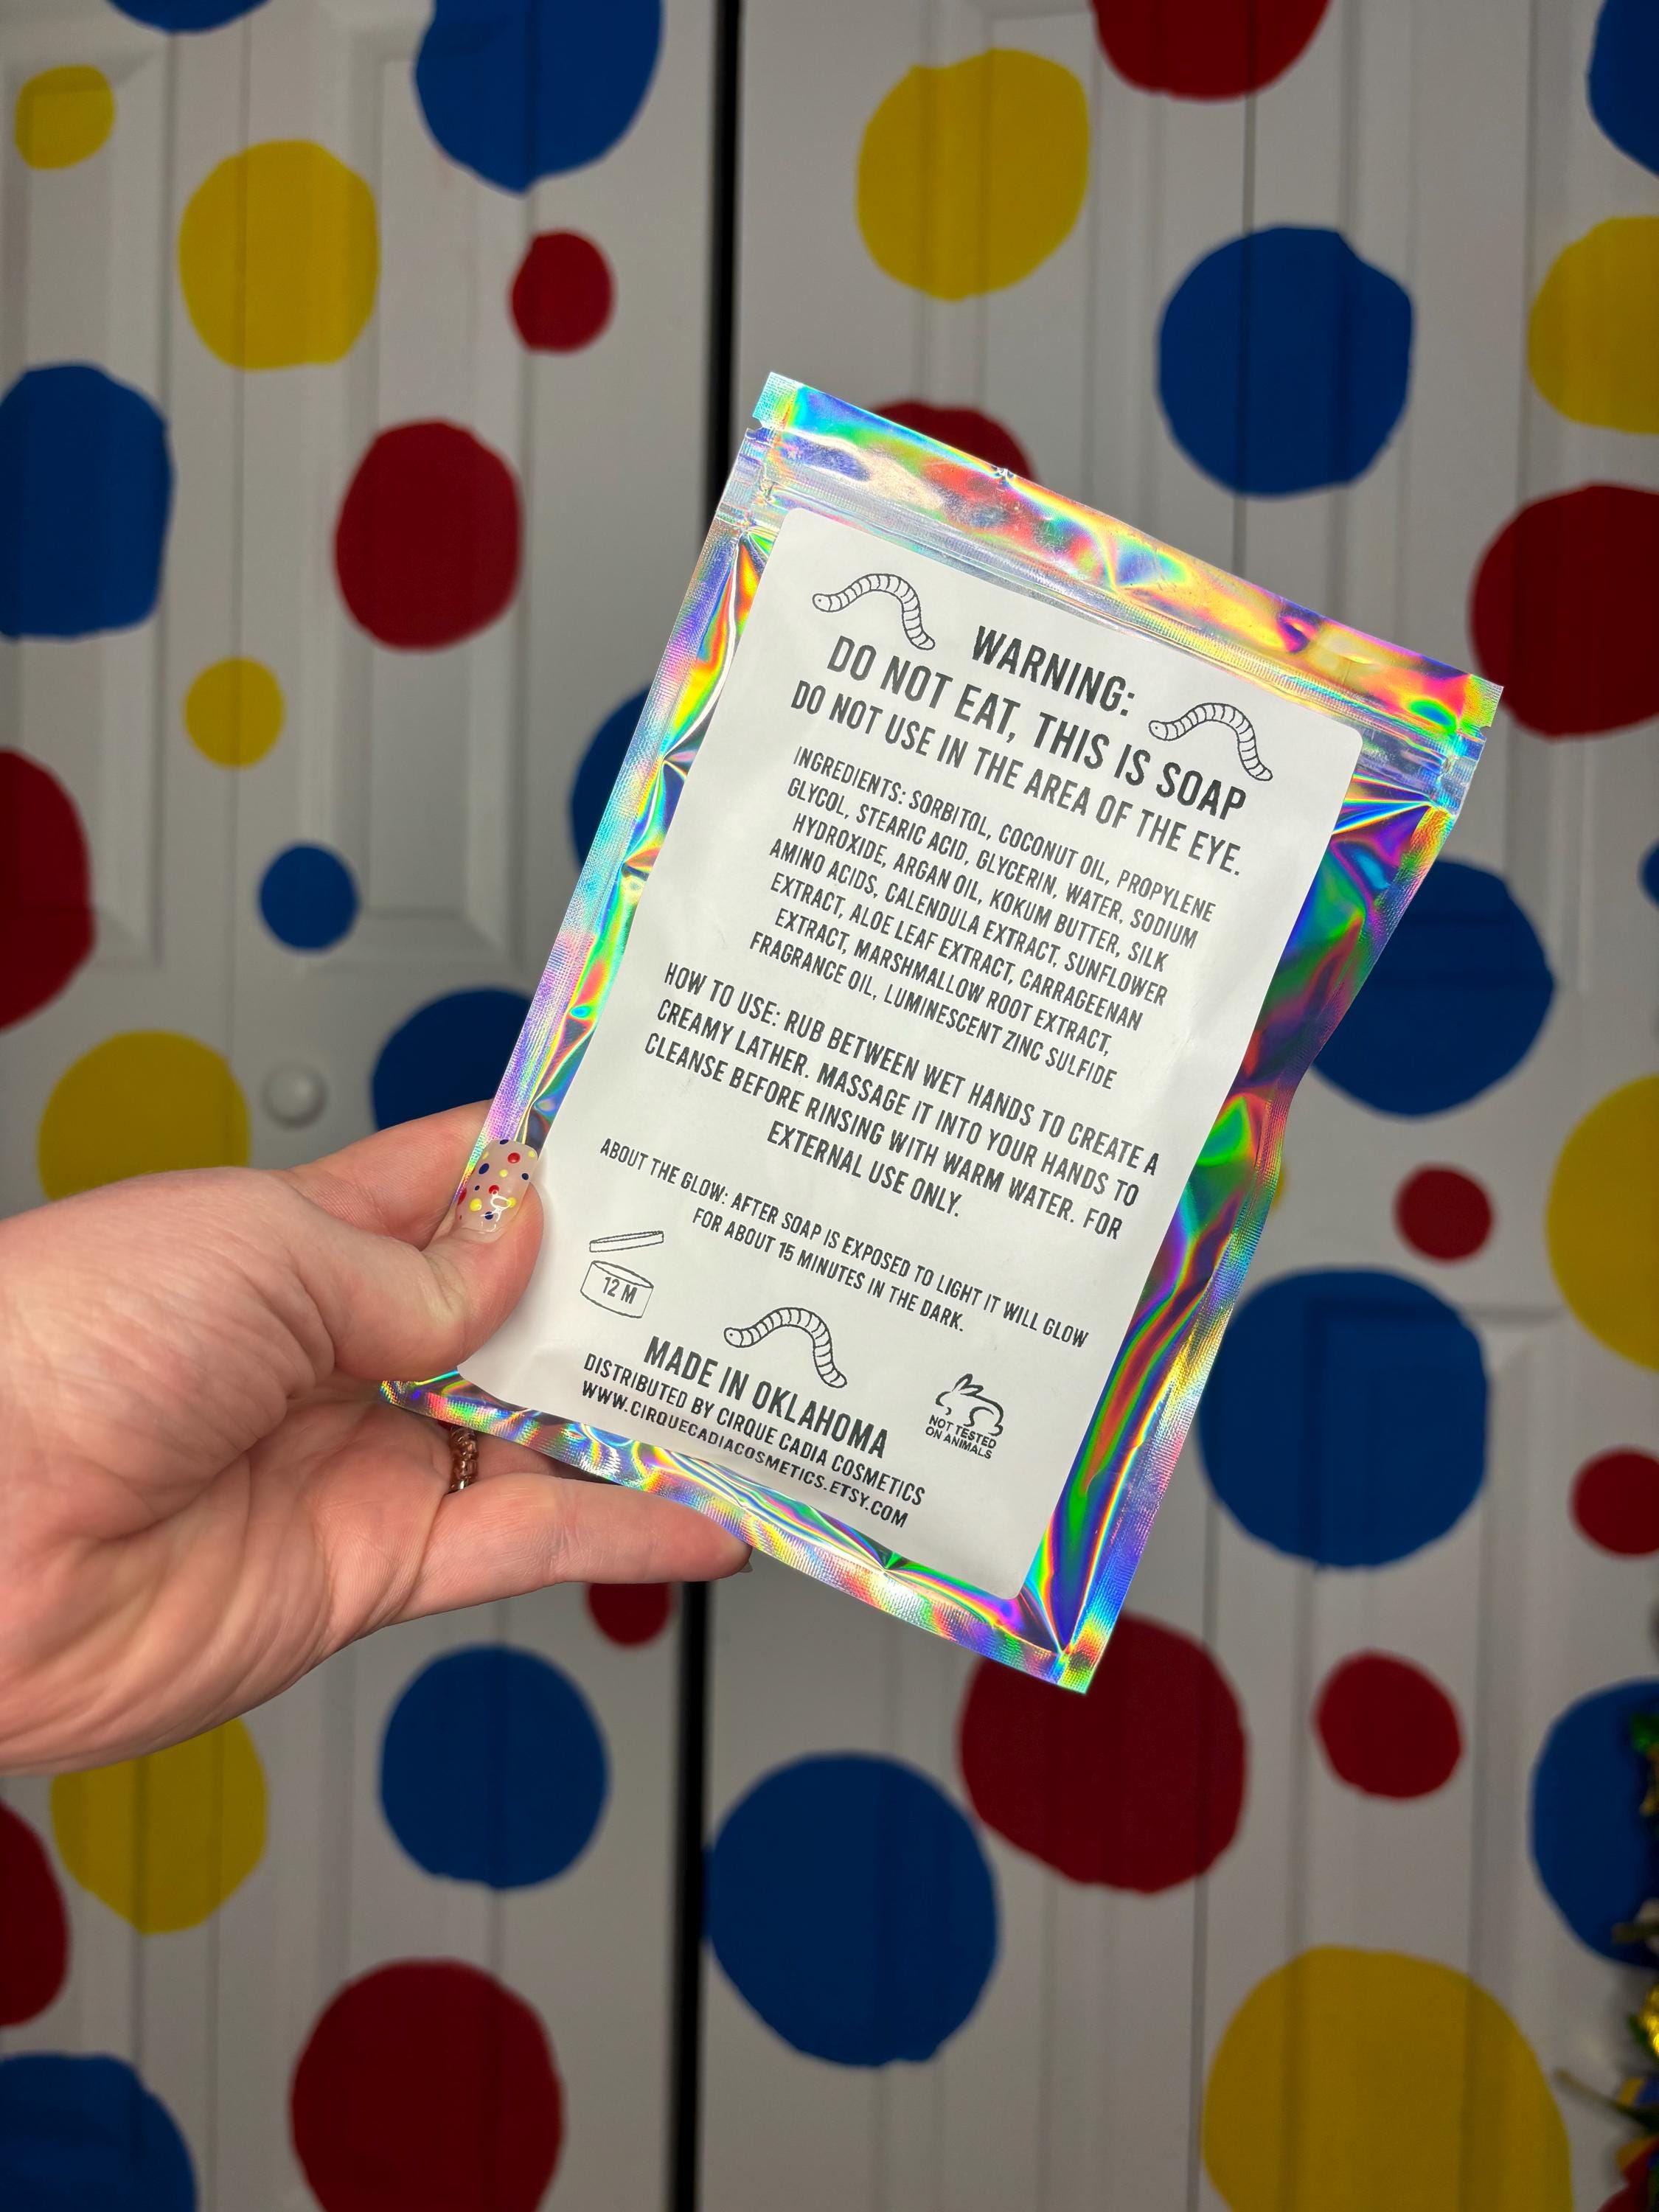 WARNING:
DO NOT EAT, THIS IS SOAP
DO NOT USE IN THE AREA OF THE EYE.
INGREDIENTS: SORBITOL, COCONUT OIL, PROPYLENE
GLYCOL, STEARIC ACID, GLYCERIN, WATER, SODIUM
HYDROXIDE, ARGAN OIL, KOKUM BUTTER, SILK
AMINO ACIDS, CALENDULA EXTRACT, SUNFLOWER
EXTRACT, ALOE LEAF EXTRACT, CARRAGEENAN
EXTRACT, MARSHMALLOW ROOT EXTRACT,
FRAGRANCE OIL, LUMINESCENT ZINC SULFIDE
HOW TO USE: RUB BETWEEN WET HANDS TO CREATE A
CREAMY LATHER. MASSAGE IT INTO YOUR HANDS TO
CLEANSE BEFORE RINSING WITH WARM WATER. FOR
EXTERNAL USE ONLY.
ABOUT THE GLOW: AFTER SOAP IS EXPOSED TO LIGHT IT WILL GLOW
FOR ABOUT 15 MINUTES IN THE DARK.
12 M
MADE IN OKLAHOMA
DISTRIBUTED BY CIRQUE CADIA COSMETICS
WWW.CIRQUECADIACOSMETICS.ETSY.COM
NOT TESTED
ON ANIMALS